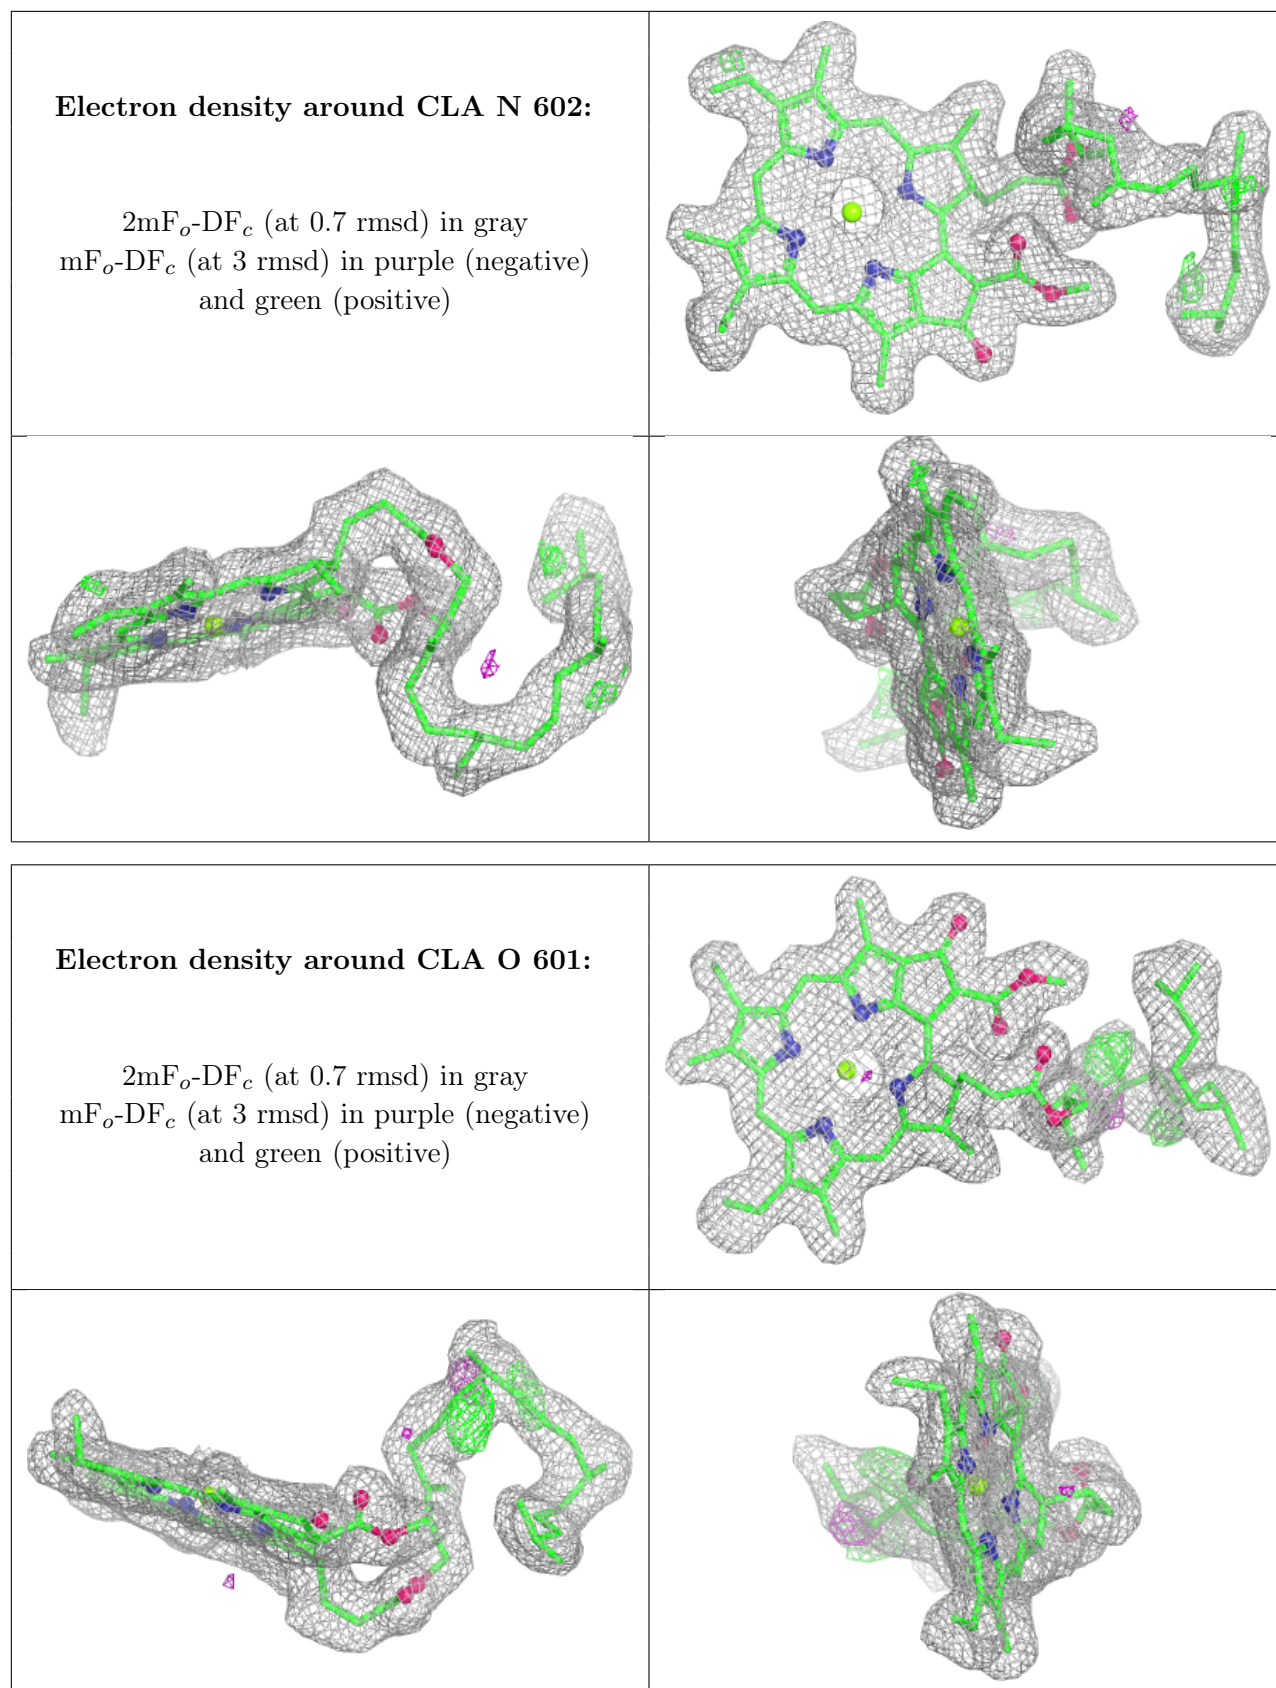 Electron density around CLA N 602:
2mFo-DFc (at 0.7 rmsd) in gray
mFo-DFc (at 3 rmsd) in purple (negative)
and green (positive)
Electron density around CLA O 601:
2mFo-DFc (at 0.7 rmsd) in gray
mFo-DFc (at 3 rmsd) in purple (negative)
and green (positive)